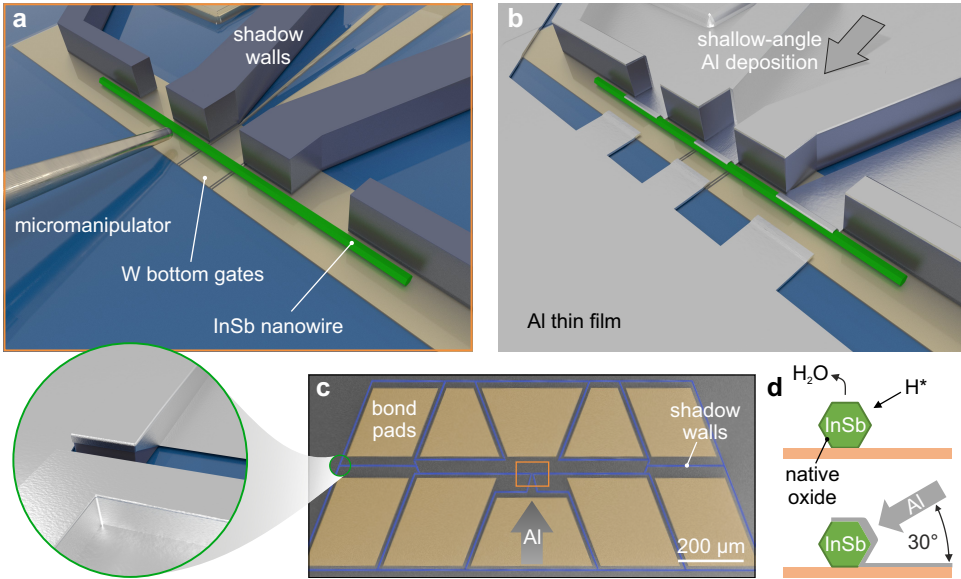 a
shadow
walls
micromanipulator
W bottom gates
InSb nanowire
b
shallow-angle
Al deposition
Al thin film
c
bond
pads
shadow
walls
Al
200 µm
d
H₂O
H*
InSb
native
oxide
Al
InSb
30°